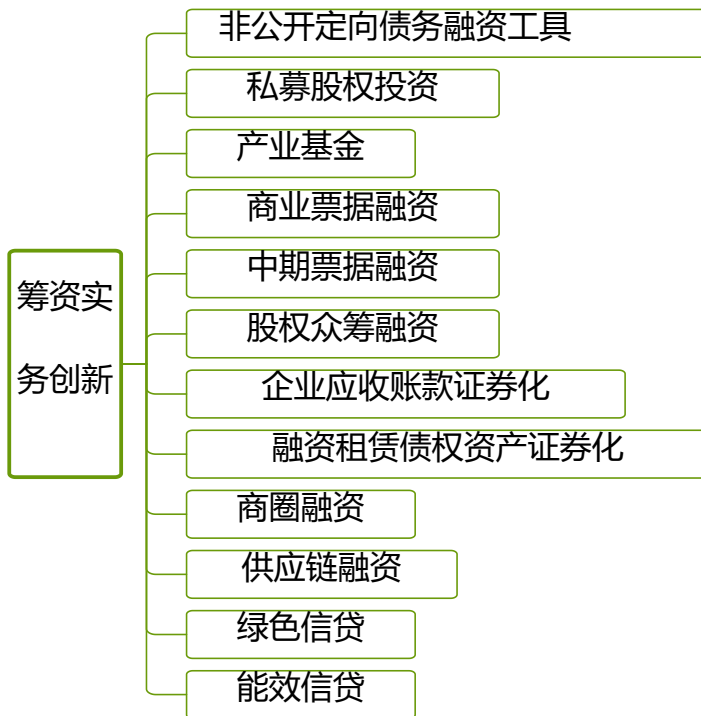 非公开定向债务融资工具
私募股权投资
产业基金
商业票据融资
中期票据融资
筹资实
务创新
股权众筹融资
企业应收账款证券化
融资租赁债权资产证券化
商圈融资
供应链融资
绿色信贷
能效信贷